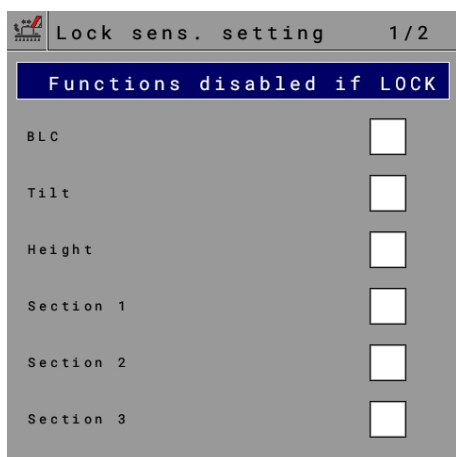 Lock sens. setting 1/2
Functions disabled if LOCK
BLC
Tilt
Height
Section 1
Section 2
Section 3